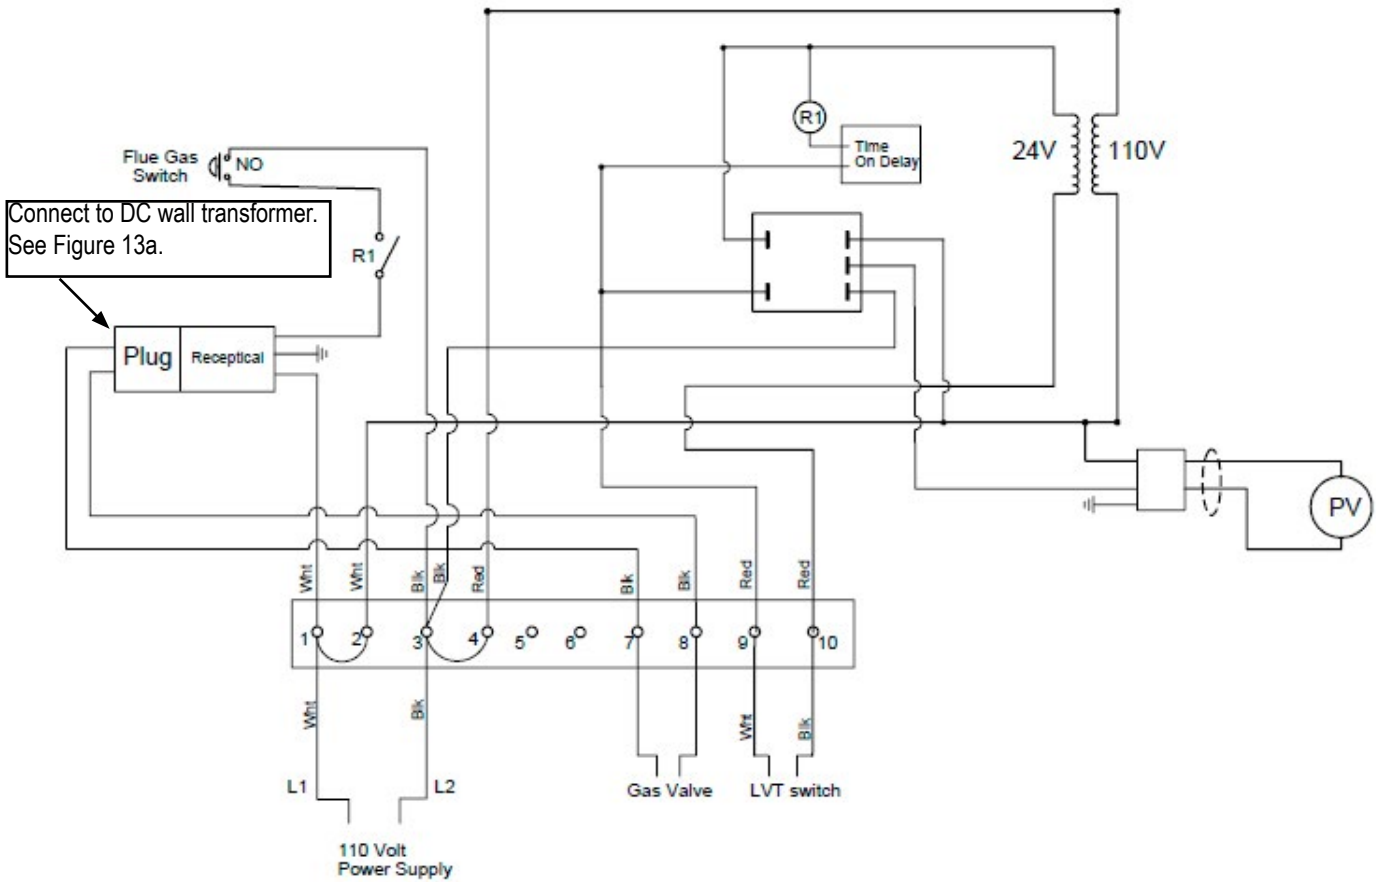 24V
110V
R1
Time
On Delay
Flue Gas
Switch
NO
Connect to DC wall transformer.
See Figure 13a.
R1
Plug
Receptical
PV
Wht
Wht
Blk
Blk
Red
Blk
Blk
Red
Red
1
2
3
4
5
6
7
8
9
10
Wht
Blk
Wht
Blk
L1
L2
Gas Valve
LVT switch
110 Volt
Power Supply